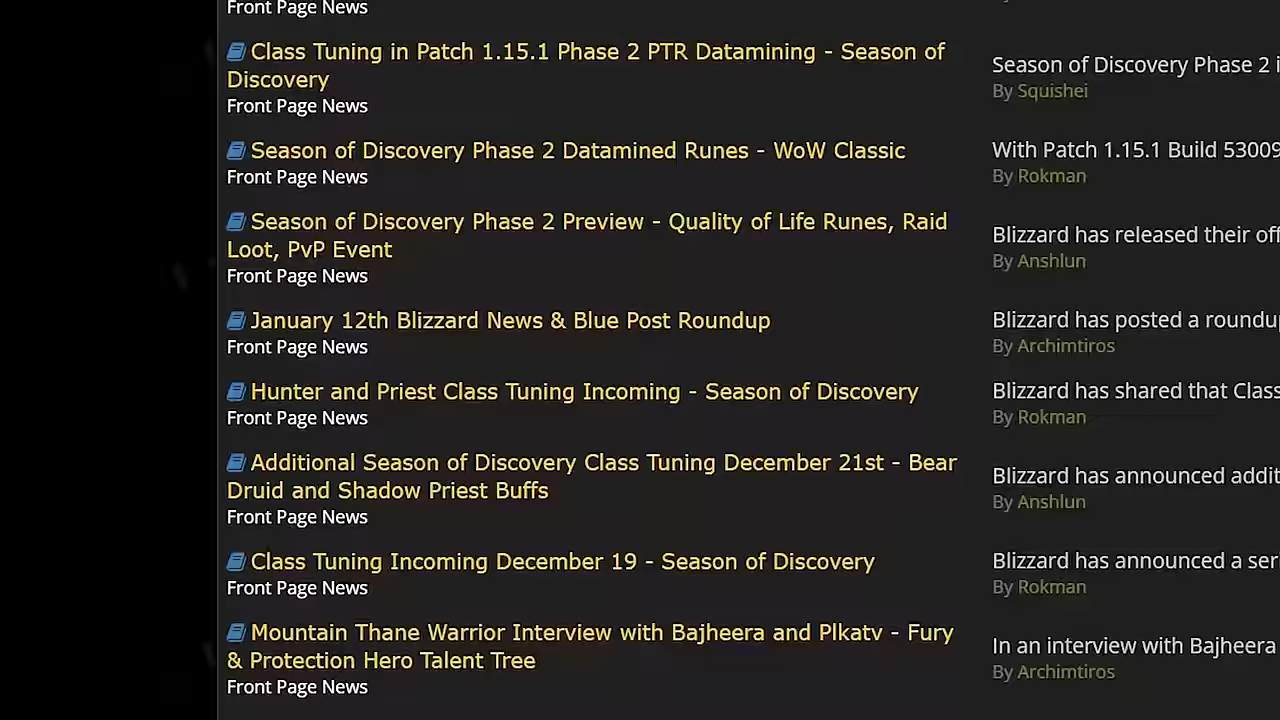 Front Page News
Class Tuning in Patch 1.15.1 Phase 2 PTR Datamining - Season of
Discovery
Front Page News
Season of Discovery Phase 2 i
By Squishei
Season of Discovery Phase 2 Datamined Runes - WoW Classic
Front Page News
With Patch 1.15.1 Build 53009
By Rokman
Season of Discovery Phase 2 Preview - Quality of Life Runes, Raid
Loot, PvP Event
Front Page News
Blizzard has released their off
By Anshlun
January 12th Blizzard News & Blue Post Roundup
Front Page News
Blizzard has posted a roundu
By Archimtiros
Hunter and Priest Class Tuning Incoming - Season of Discovery
Front Page News
Blizzard has shared that Class
By Rokman
Additional Season of Discovery Class Tuning December 21st - Bear
Druid and Shadow Priest Buffs
Front Page News
Blizzard has announced addit
By Anshlun
Class Tuning Incoming December 19 - Season of Discovery
Front Page News
Blizzard has announced a ser
By Rokman
Mountain Thane Warrior Interview with Bajheera and Plkatv - Fury
& Protection Hero Talent Tree
Front Page News
In an interview with Bajheera
By Archimtiros